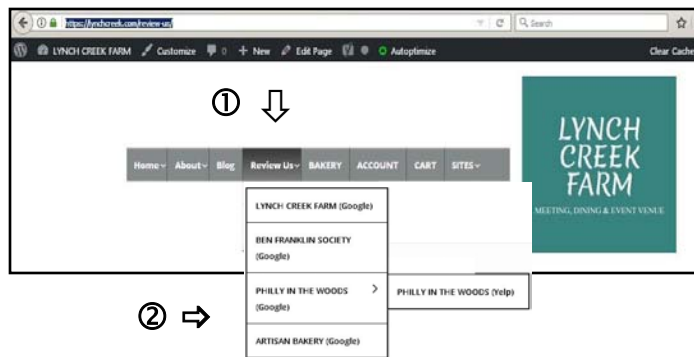 https://lynchcreek.com/review-us/
Search
LYNCH CREEK FARM Customize 0 + New Edit Page Autoptimize Clear Cache
①
LYNCH
CREEK
FARM
MEETING, DINING & EVENT VENUE
Home About Blog Review Us BAKERY ACCOUNT CART SITES
LYNCH CREEK FARM (Google)
BEN FRANKLIN SOCIETY
(Google)
PHILLY IN THE WOODS
(Google)
PHILLY IN THE WOODS (Yelp)
②
ARTISAN BAKERY (Google)